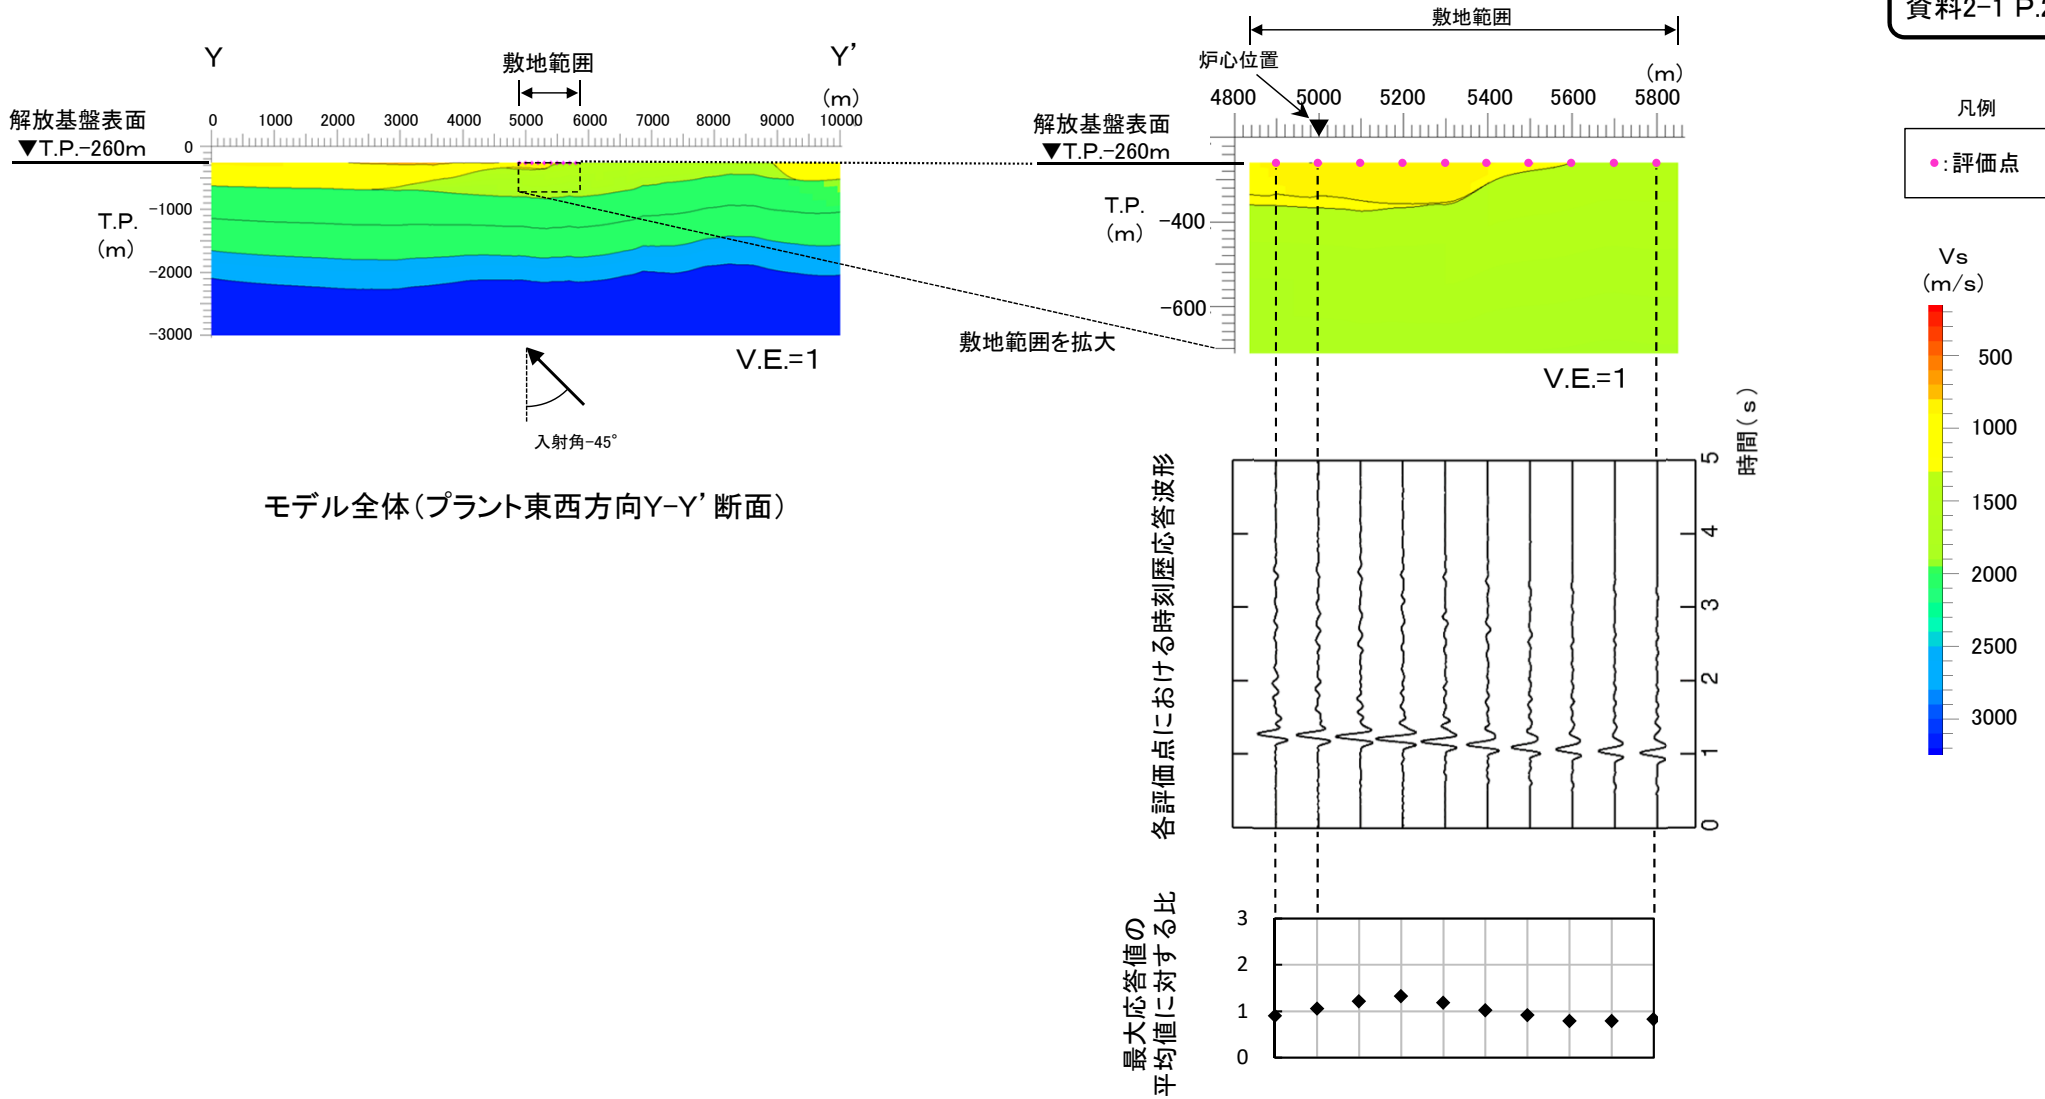 資料2-1 P.2
Y
Y'
敷地範囲
(m)
解放基盤表面
▼T.P.-260m
0 1000 2000 3000 4000 5000 6000 7000 8000 9000 10000
0
-1000
-2000
-3000
T.P.
(m)
V.E.=1
入射角-45°
モデル全体(プラント東西方向Y-Y'断面)
敷地範囲
炉心位置
(m)
4800 5000 5200 5400 5600 5800
解放基盤表面
▼T.P.-260m
T.P.
(m)
-400
-600
敷地範囲を拡大
V.E.=1
凡例
●:評価点
Vs
(m/s)
500
1000
1500
2000
2500
3000
各評価点における時刻歴応答波形
時間(s)
5
4
3
2
1
0
最大応答値の
平均値に対する比
3
2
1
0